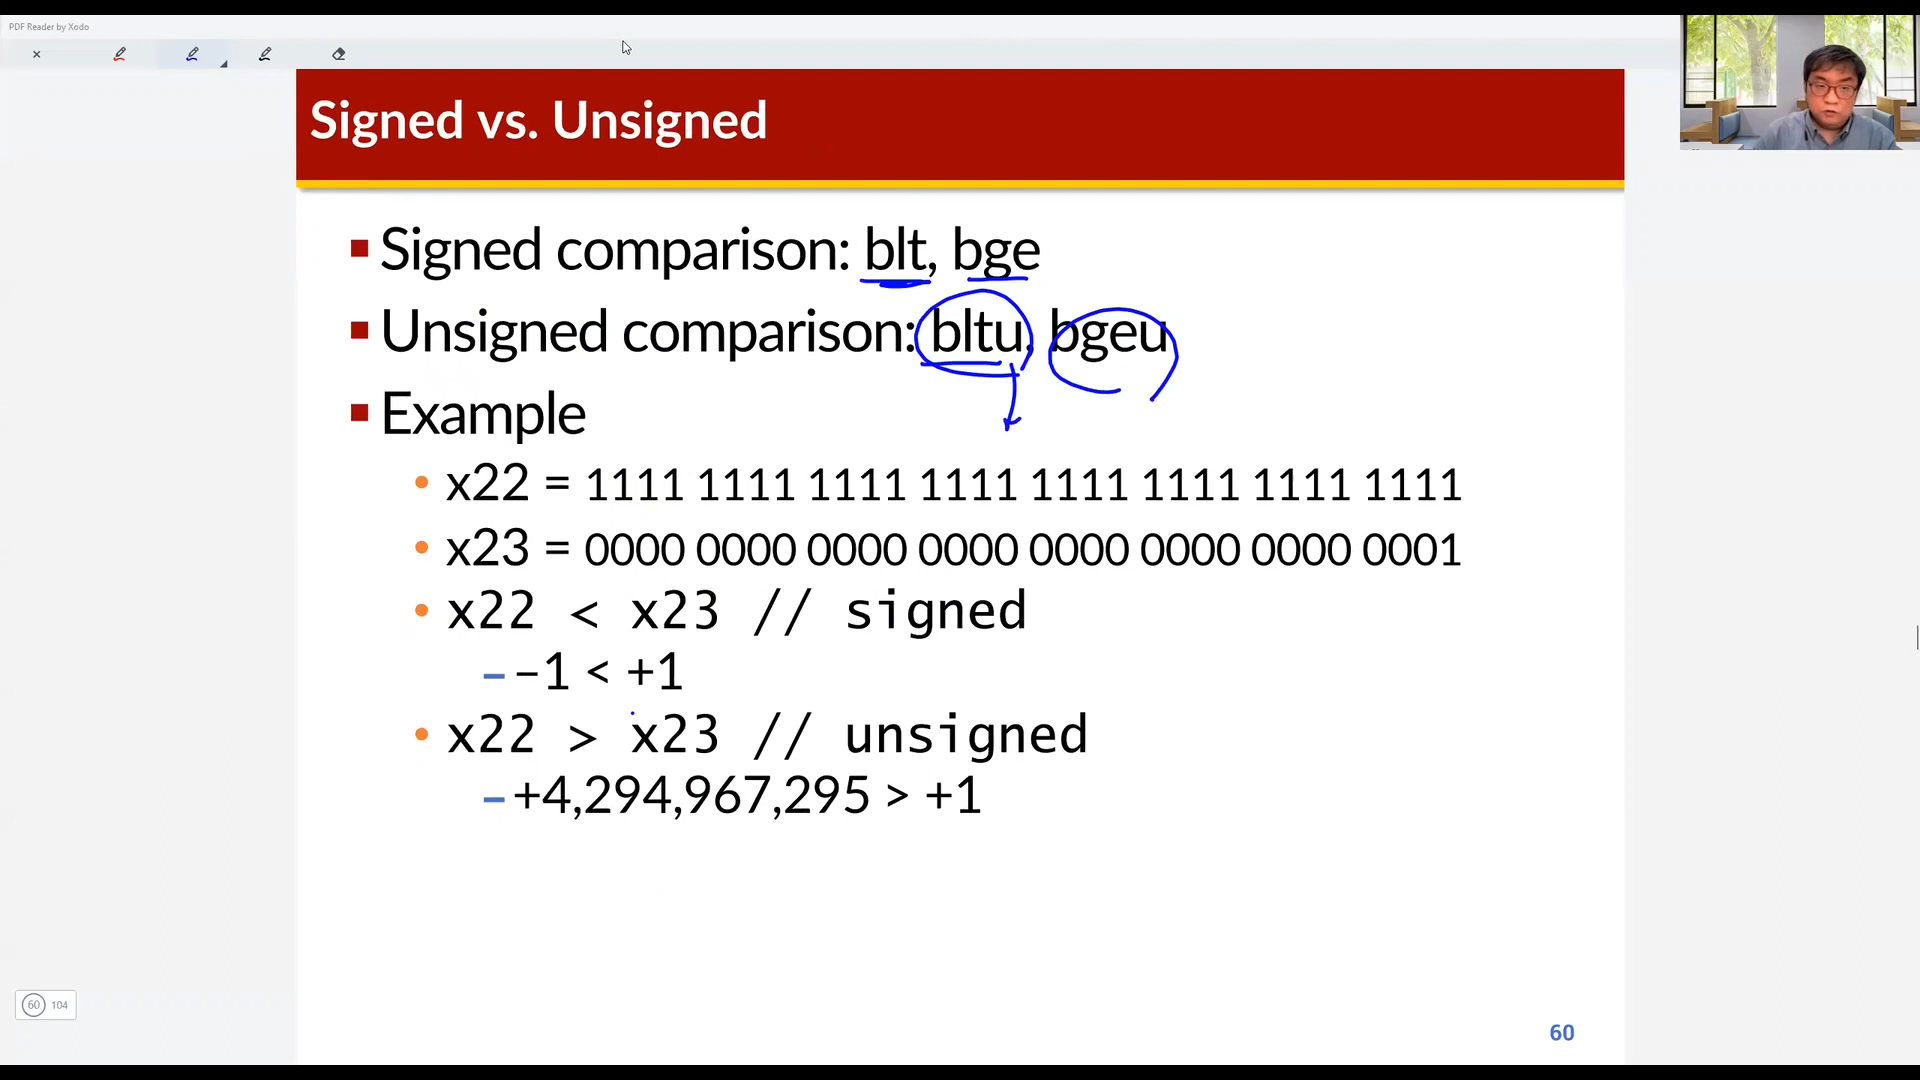 PDF Reader by Xodo
Signed vs. Unsigned
Signed comparison: blt, bge
Unsigned comparison: bltu, bgeu
Example
x22 = 1111 1111 1111 1111 1111 1111 1111 1111
x23 = 0000 0000 0000 0000 0000 0000 0000 0001
x22 < x23 // signed
–1 < +1
x22 > x23 // unsigned
+4,294,967,295 > +1
60 104
60